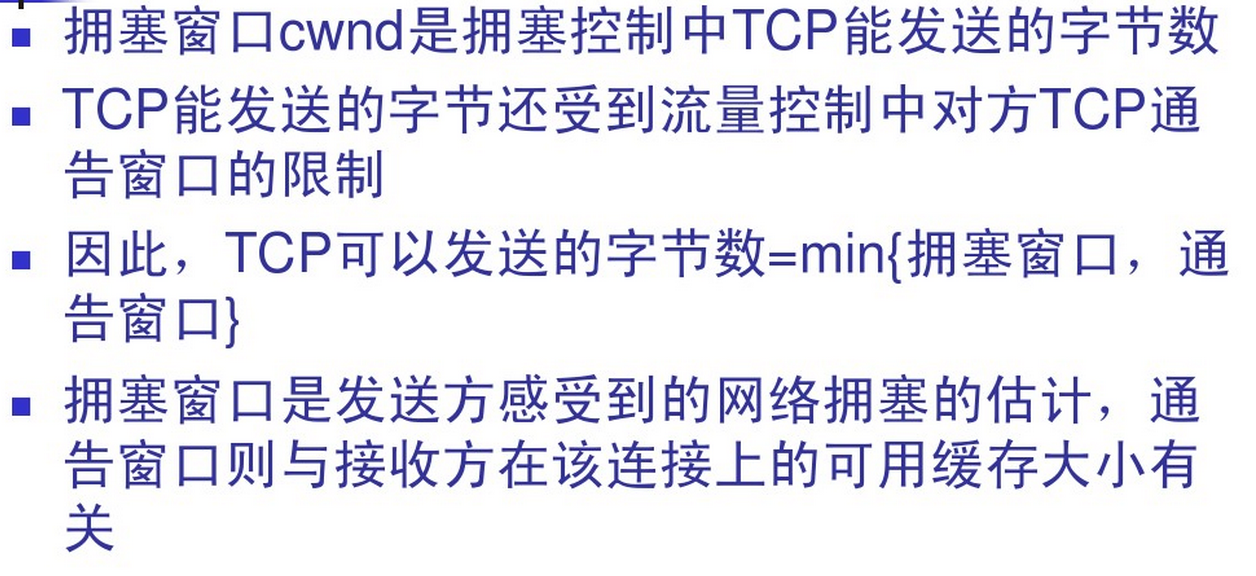 拥塞窗口cwnd是拥塞控制中TCP能发送的字节数
TCP能发送的字节还受到流量控制中对方TCP通
告窗口的限制
因此，TCP可以发送的字节数=min{拥塞窗口，通
告窗口}
拥塞窗口是发送方感受到的网络拥塞的估计，通
告窗口则与接收方在该连接上的可用缓存大小有
关